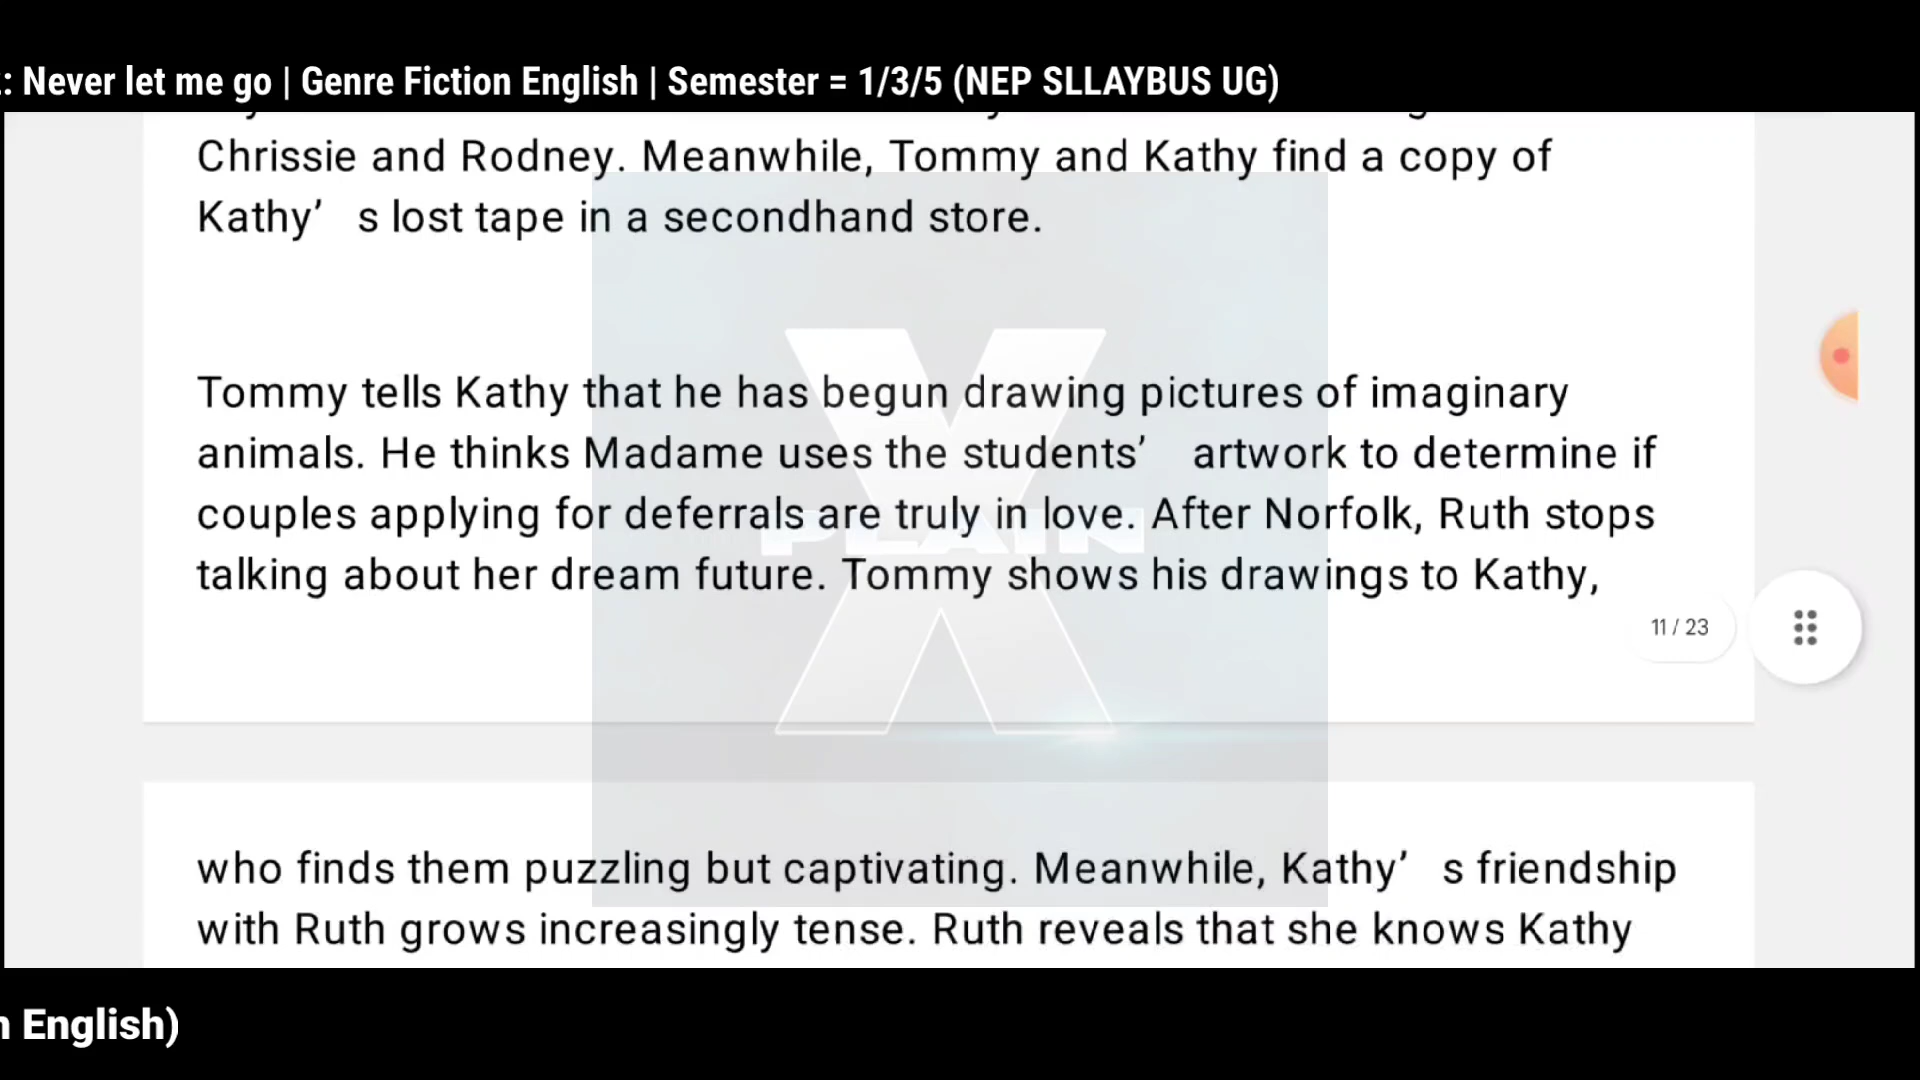 : Never let me go | Genre Fiction English | Semester = 1/3/5 (NEP SLLAYBUS UG)
Chrissie and Rodney. Meanwhile, Tommy and Kathy find a copy of
Kathy’ s lost tape in a secondhand store.
Tommy tells Kathy that he has begun drawing pictures of imaginary
animals. He thinks Madame uses the students’ artwork to determine if
couples applying for deferrals are truly in love. After Norfolk, Ruth stops
talking about her dream future. Tommy shows his drawings to Kathy,
11 / 23
X
PLAIN
who finds them puzzling but captivating. Meanwhile, Kathy’ s friendship
with Ruth grows increasingly tense. Ruth reveals that she knows Kathy
English)